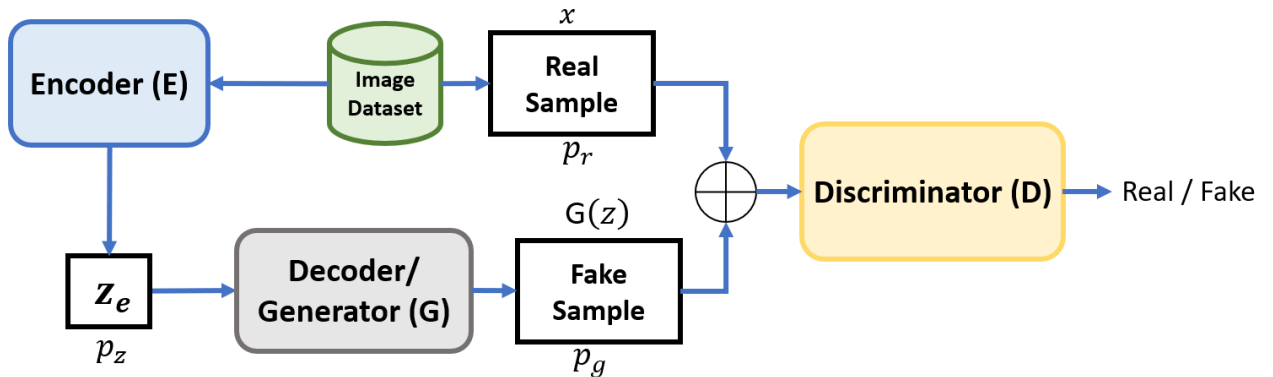 x
Encoder (E)
Image
Dataset
Real
Sample
p_r
Discriminator (D)
Real / Fake
G(z)
z_e
Decoder/
Generator (G)
Fake
Sample
p_z
p_g